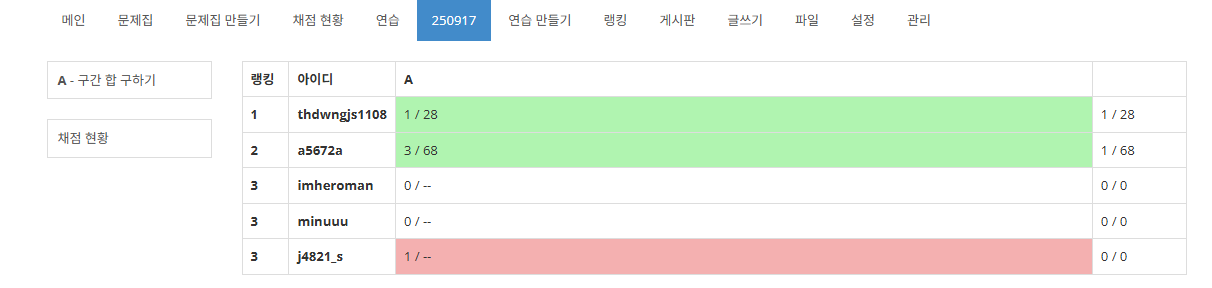 메인 문제집 문제집 만들기 채점 현황 연습 250917 연습 만들기 랭킹 게시판 글쓰기 파일 설정 관리
A - 구간 합 구하기
채점 현황
랭킹 아이디 A
1 thdwngjs1108 1 / 28 1 / 28
2 a5672a 3 / 68 1 / 68
3 imheroman 0 / -- 0 / 0
3 minuuu 0 / -- 0 / 0
3 j4821_s 1 / -- 0 / 0